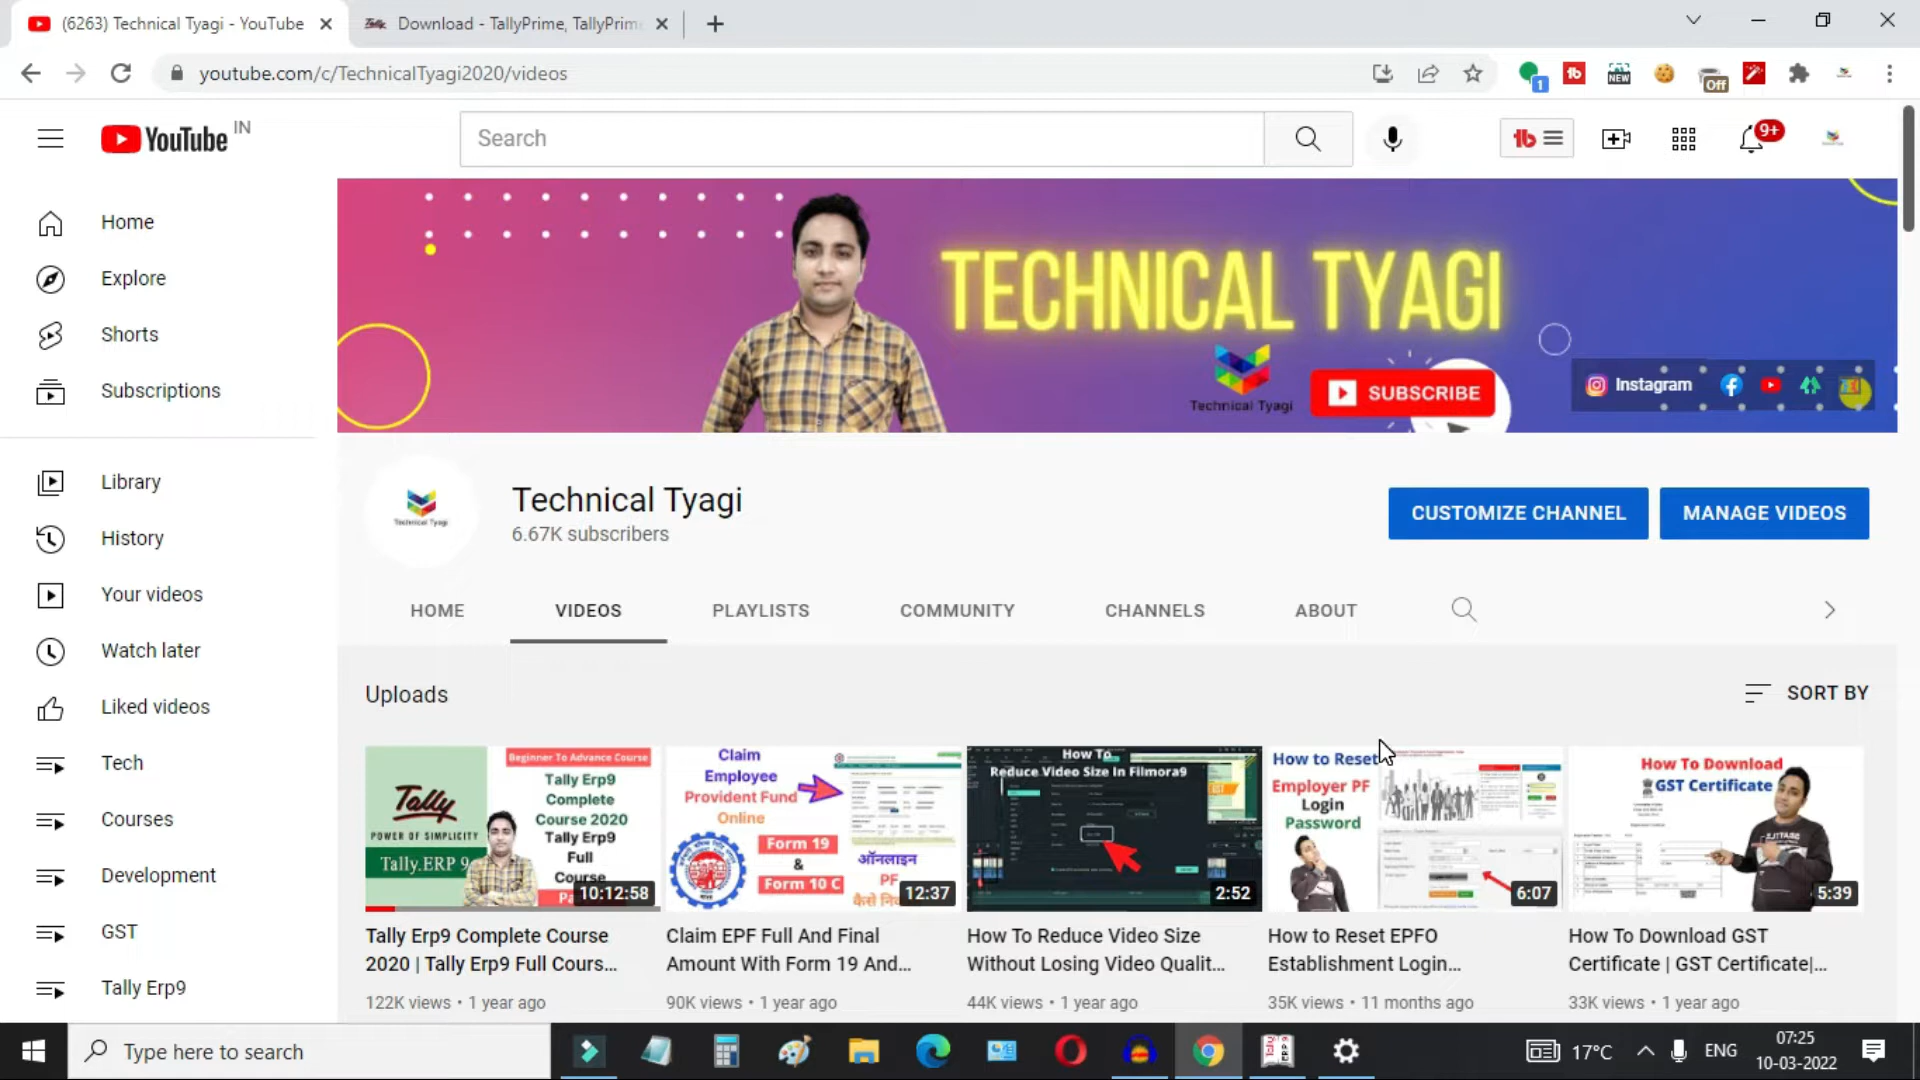 (6263) Technical Tyagi - YouTube
Download - TallyPrime, TallyPrim
youtube.com/c/TechnicalTyagi2020/videos
1
NEW
Off
YouTube IN
Search
9+
Home
Explore
Shorts
Subscriptions
Library
History
Your videos
Watch later
Liked videos
Tech
Courses
Development
GST
Tally Erp9
TECHNICAL TYAGI
Technical Tyagi
SUBSCRIBE
Instagram
Technical Tyagi
Technical Tyagi
6.67K subscribers
CUSTOMIZE CHANNEL
MANAGE VIDEOS
HOME
VIDEOS
PLAYLISTS
COMMUNITY
CHANNELS
ABOUT
Uploads
SORT BY
Beginner To Advance Course
Tally
POWER OF SIMPLICITY
Tally.ERP 9
Tally Erp9
Complete
Course 2020
Tally Erp9
Full
Course
10:12:58
Claim
Employee
Provident Fund
Online
Form 19
&
Form 10 C
ऑनलाइन
PF
कैसे
12:37
How To
Reduce Video Size In Filmora9
2:52
How to Reset
Employer PF
Login
Password
6:07
How To Download
GST Certificate
5:39
Tally Erp9 Complete Course
2020 | Tally Erp9 Full Cours...
122K views • 1 year ago
Claim EPF Full And Final
Amount With Form 19 And...
90K views • 1 year ago
How To Reduce Video Size
Without Losing Video Qualit...
44K views • 1 year ago
How to Reset EPFO
Establishment Login...
35K views • 11 months ago
How To Download GST
Certificate | GST Certificate|...
33K views • 1 year ago
Type here to search
17°C
ENG
07:25
10-03-2022